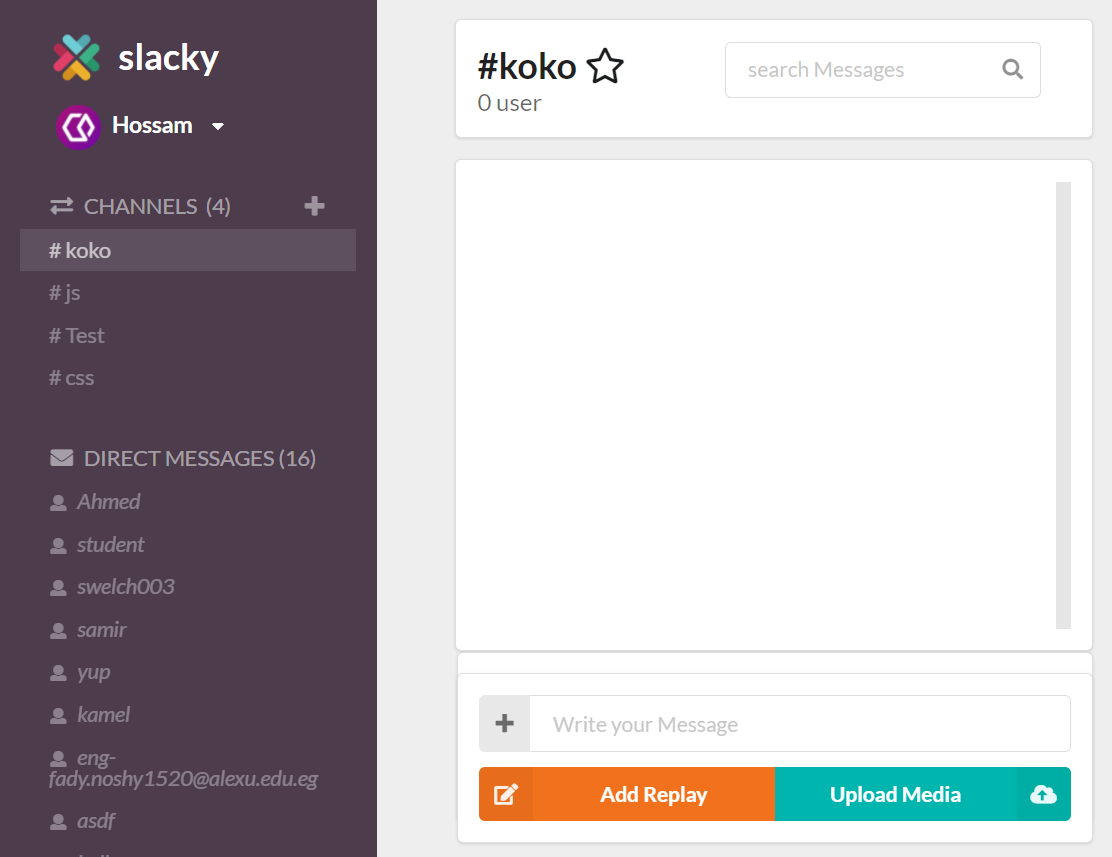 slacky
Hossam
CHANNELS (4)
# koko
# js
# Test
# css
DIRECT MESSAGES (16)
Ahmed
student
swelch003
samir
yup
kamel
eng-
fady.noshy1520@alexu.edu.eg
asdf
#koko
0 user
search Messages
Write your Message
Add Replay
Upload Media